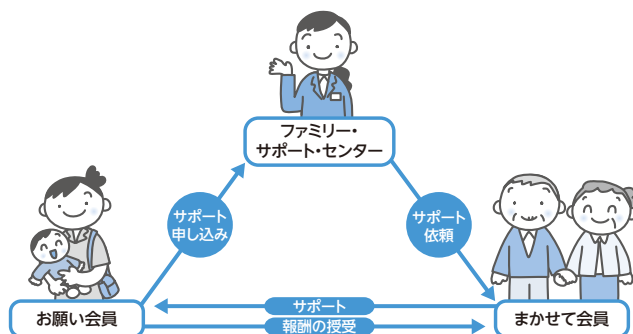 ファミリー・
サポート・センター
サポート
申し込み
サポート
依頼
お願い会員
サポート
報酬の授受
まかせて会員